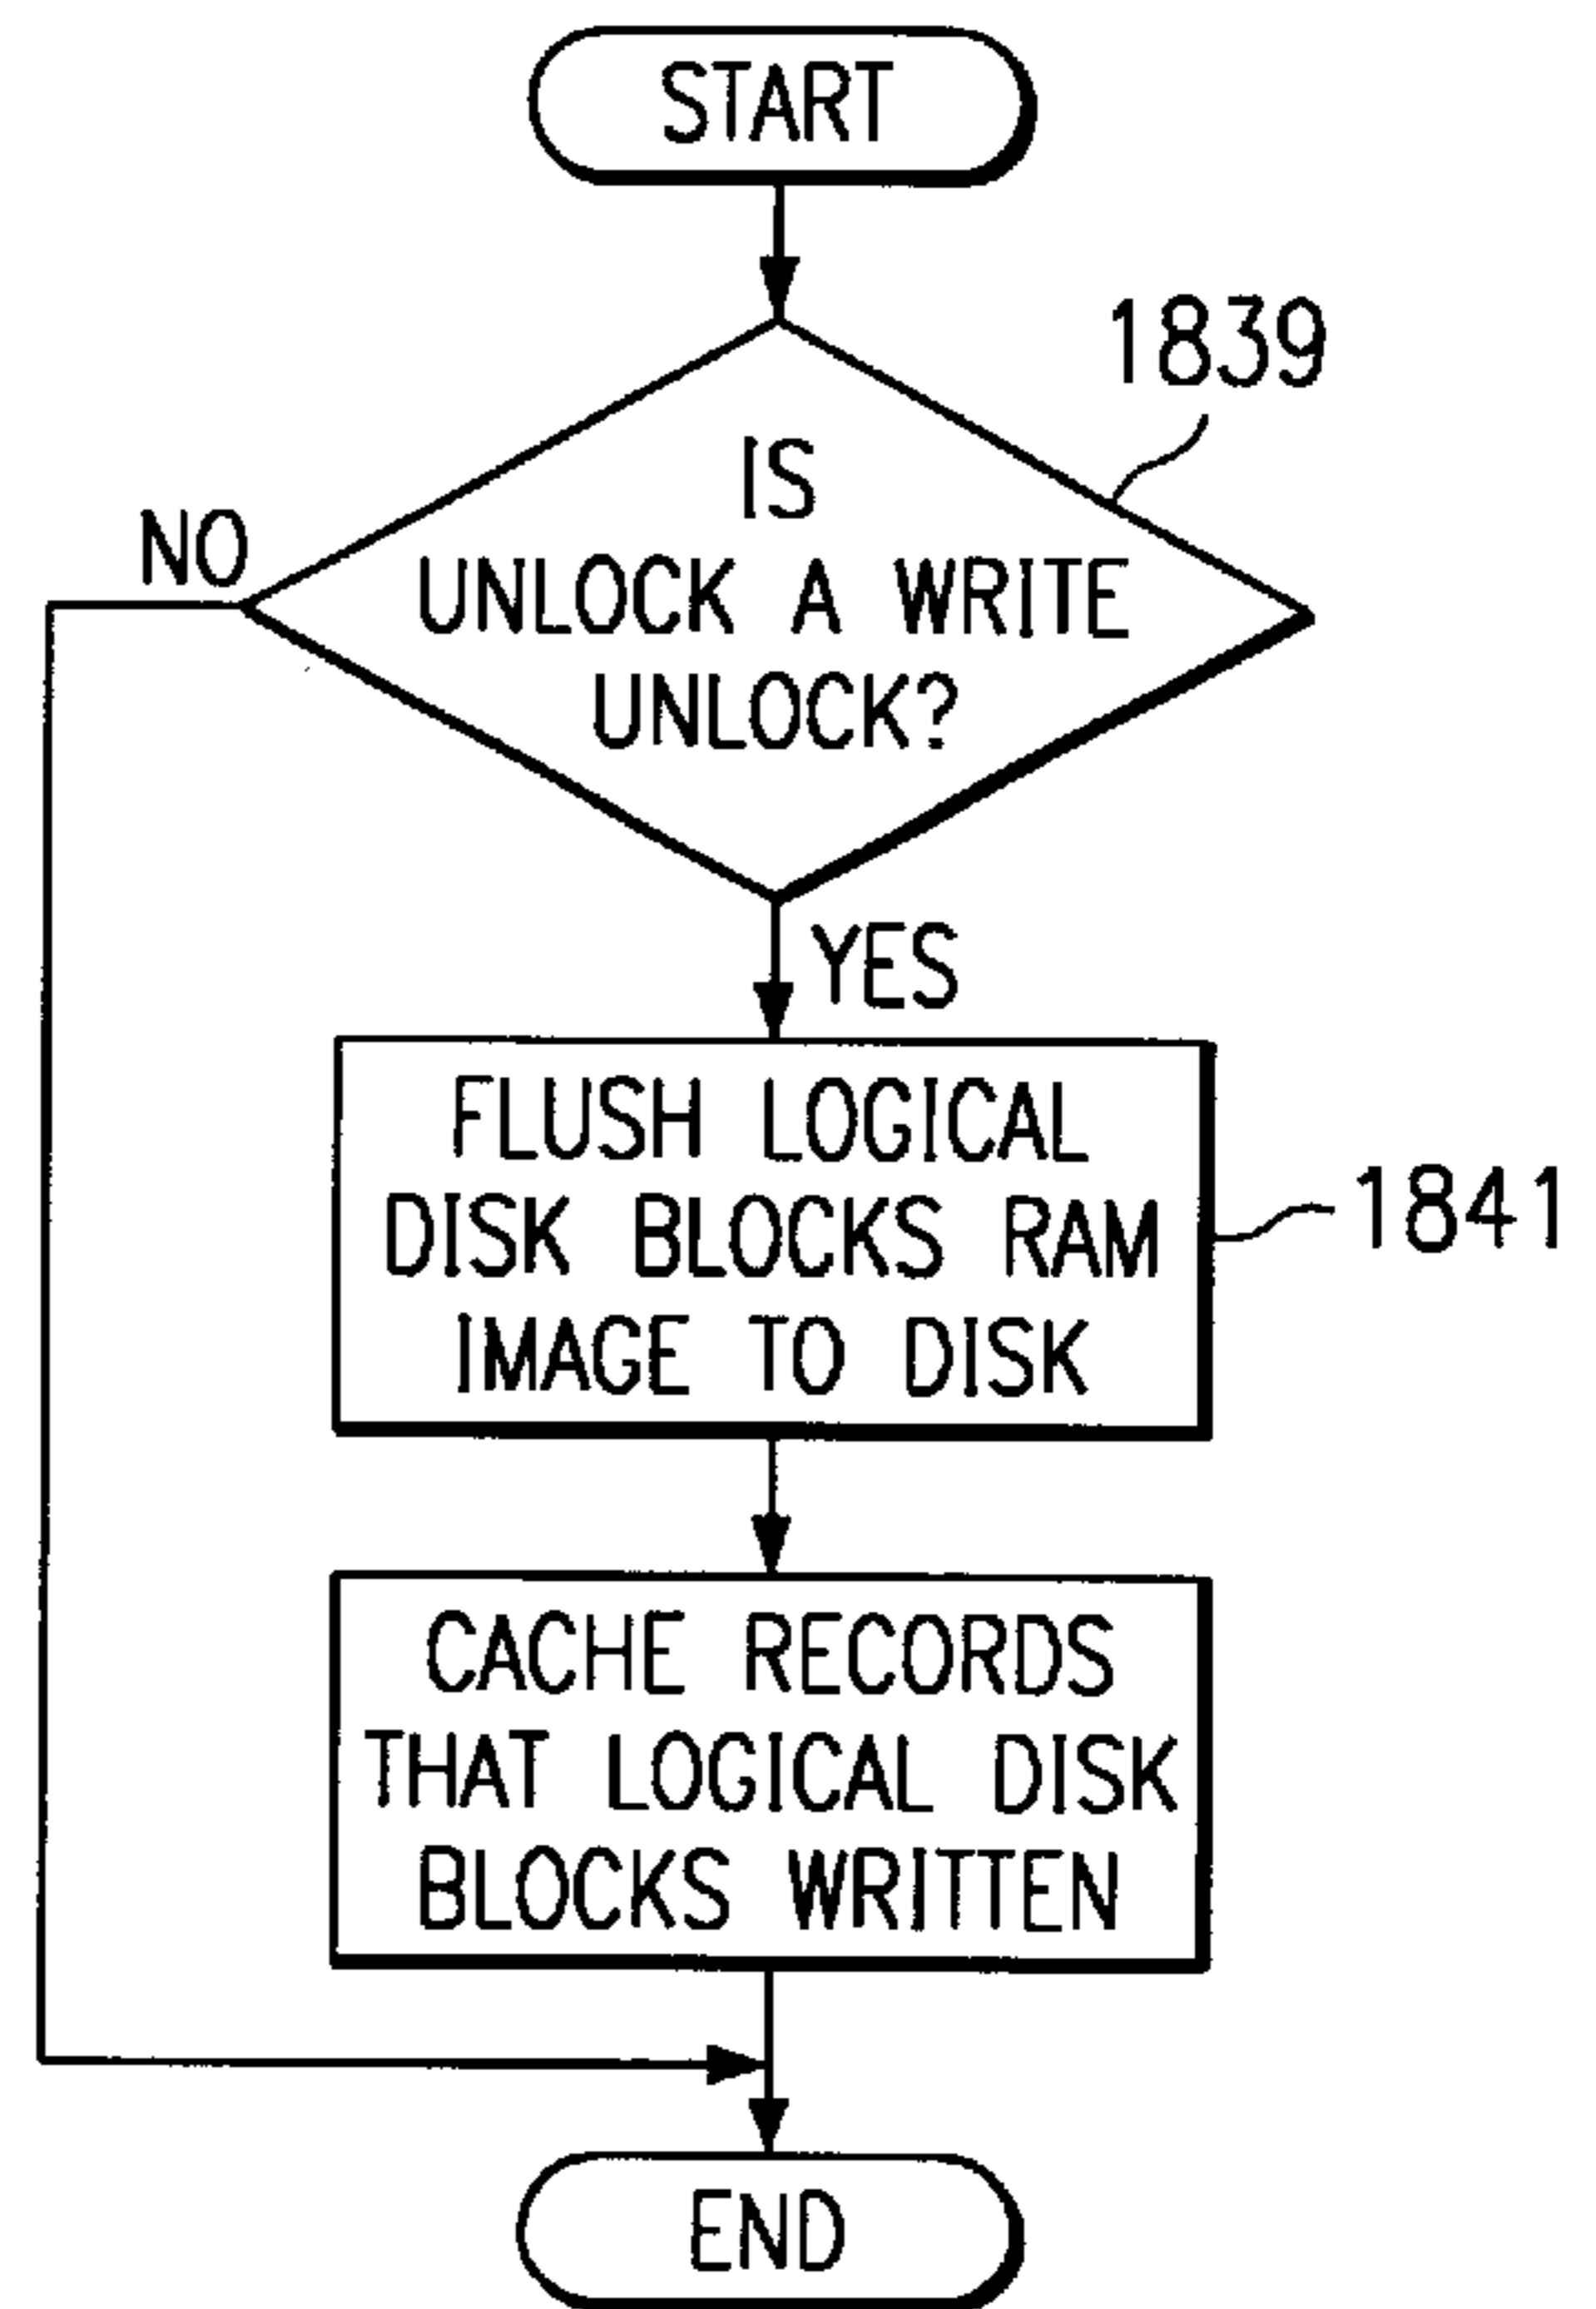 START
1839
IS
UNLOCK A WRITE
UNLOCK?
NO
YES
FLUSH LOGICAL
DISK BLOCKS RAM
IMAGE TO DISK
1841
CACHE RECORDS
THAT LOGICAL DISK
BLOCKS WRITTEN
END